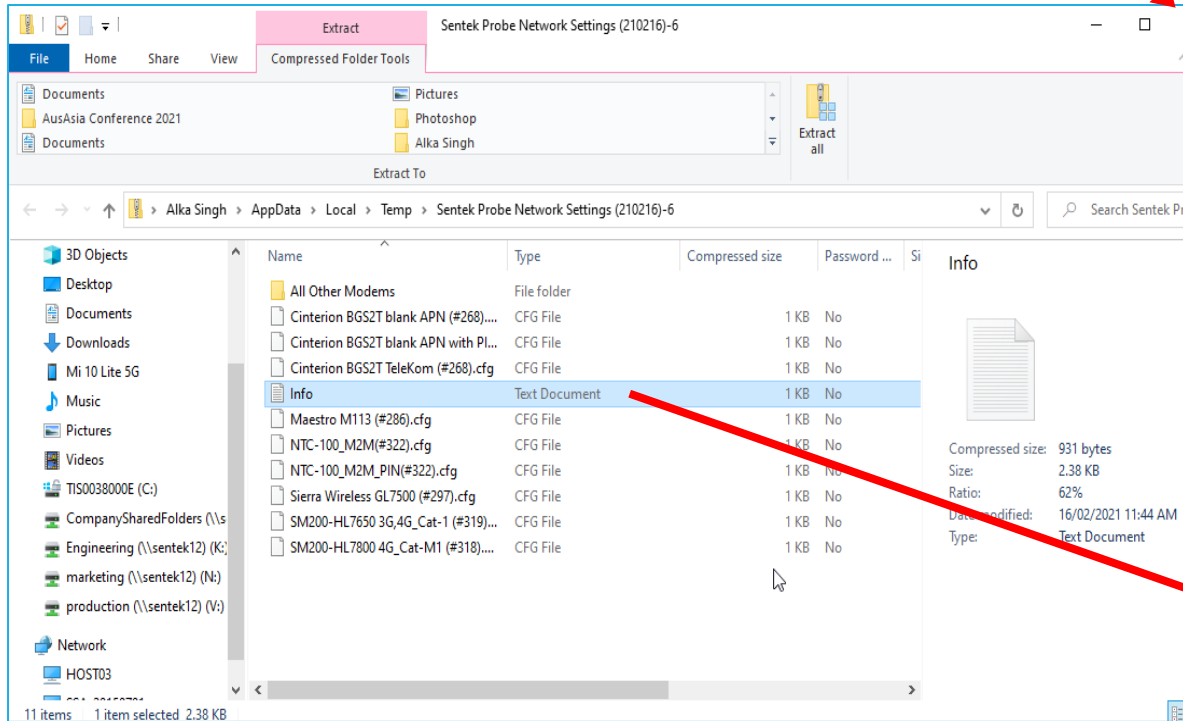 Extract Sentek Probe Network Settings (210216)-6
File Home Share View Compressed Folder Tools
Documents Pictures
AusAsia Conference 2021 Photoshop
Documents Alka Singh
Extract all
Extract To
Alka Singh > AppData > Local > Temp > Sentek Probe Network Settings (210216)-6 Search Sentek Pr
3D Objects
Desktop
Documents
Downloads
Mi 10 Lite 5G
Music
Pictures
Videos
TIS0038000E (C:)
CompanySharedFolders (\\s
Engineering (\\sentek12) (K:)
marketing (\\sentek12) (N:)
production (\\sentek12) (V:)
Network
HOST03
Name Type Compressed size Password ... Si
All Other Modems File folder
Cinterion BGS2T blank APN (#268).... CFG File 1 KB No
Cinterion BGS2T blank APN with PI... CFG File 1 KB No
Cinterion BGS2T TeleKom (#268).cfg CFG File 1 KB No
Info Text Document 1 KB No
Maestro M113 (#286).cfg CFG File 1 KB No
NTC-100_M2M(#322).cfg CFG File 1 KB No
NTC-100_M2M_PIN(#322).cfg CFG File 1 KB No
Sierra Wireless GL7500 (#297).cfg CFG File 1 KB No
SM200-HL7650 3G,4G_Cat-1 (#319)... CFG File 1 KB No
SM200-HL7800 4G_Cat-M1 (#318).... CFG File 1 KB No
Info
Compressed size: 931 bytes
Size: 2.38 KB
Ratio: 62%
Date modified: 16/02/2021 11:44 AM
Type: Text Document
11 items 1 item selected 2.38 KB